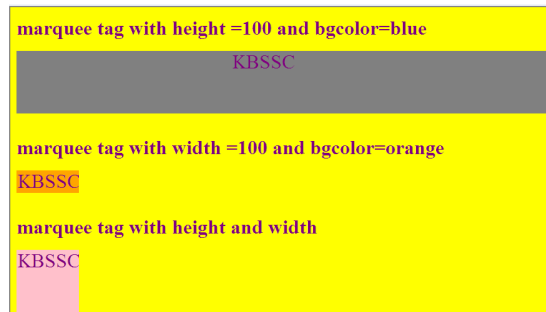 marquee tag with height =100 and bgcolor=blue
KBSSC
marquee tag with width =100 and bgcolor=orange
KBSSC
marquee tag with height and width
KBSSC